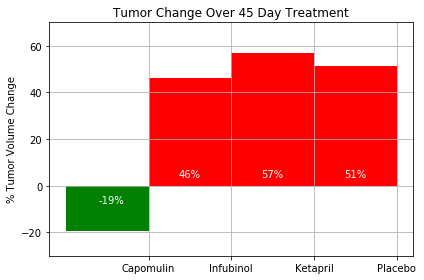 Tumor Change Over 45 Day Treatment
% Tumor Volume Change
60
40
20
0
−20
-19%
46%
57%
51%
Capomulin
Infubinol
Ketapril
Placebo